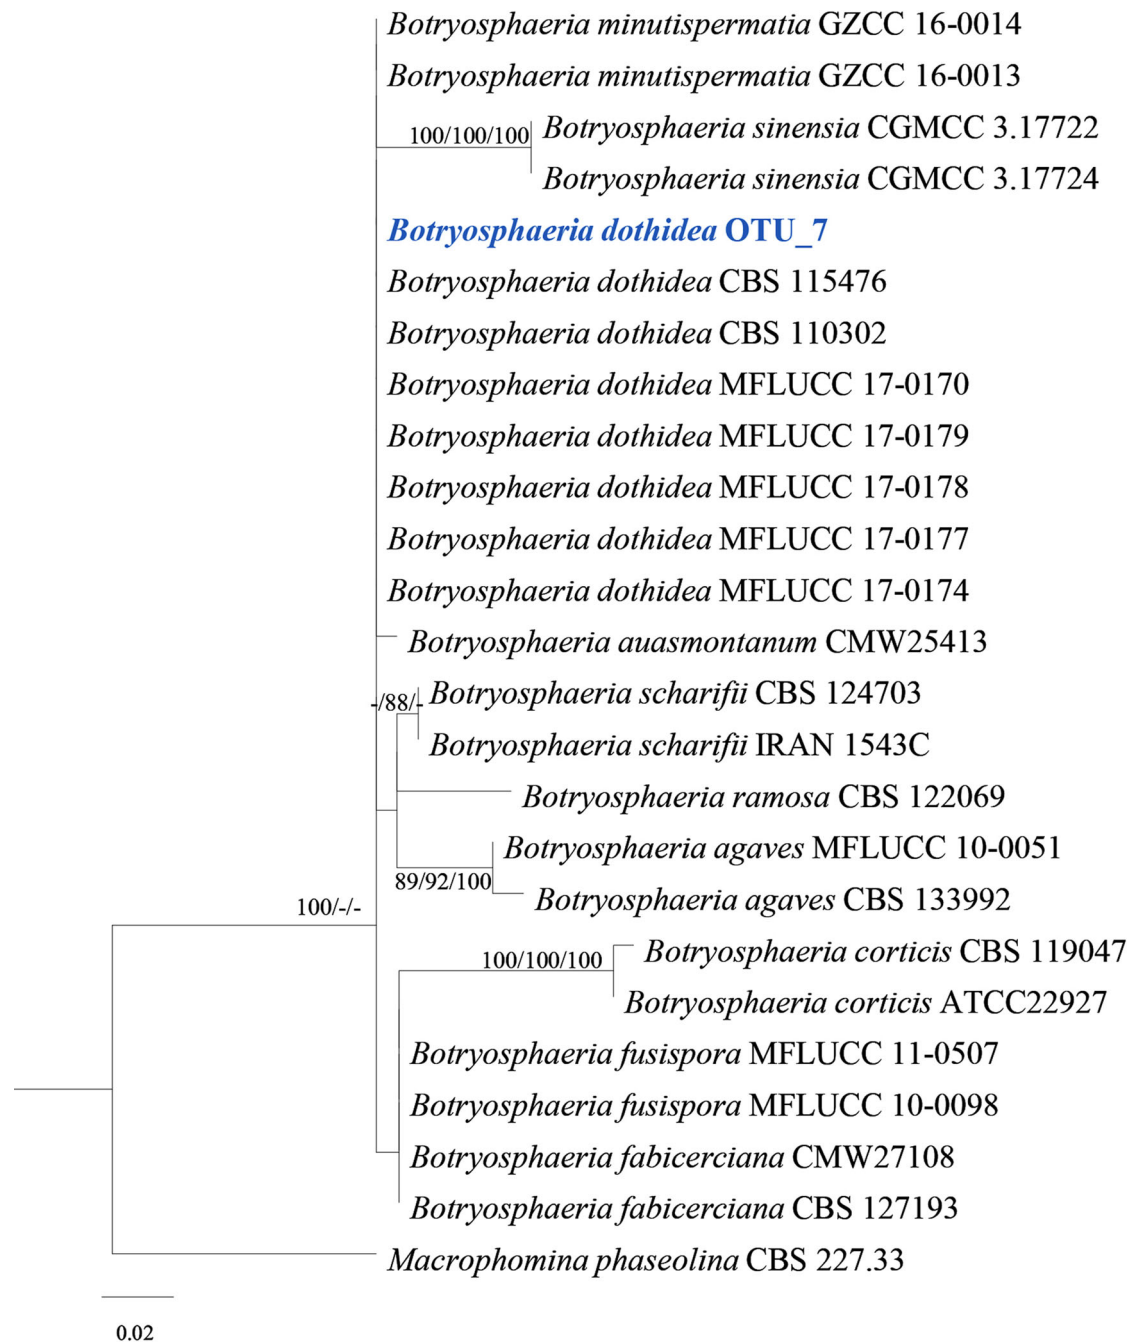 Botryosphaeria minutispermatia GZCC 16-0014
Botryosphaeria minutispermatia GZCC 16-0013
100/100/100
Botryosphaeria sinensia CGMCC 3.17722
Botryosphaeria sinensia CGMCC 3.17724
Botryosphaeria dothidea OTU_7
Botryosphaeria dothidea CBS 115476
Botryosphaeria dothidea CBS 110302
Botryosphaeria dothidea MFLUCC 17-0170
Botryosphaeria dothidea MFLUCC 17-0179
Botryosphaeria dothidea MFLUCC 17-0178
Botryosphaeria dothidea MFLUCC 17-0177
Botryosphaeria dothidea MFLUCC 17-0174
Botryosphaeria auasmontanum CMW25413
-/88/-
Botryosphaeria scharifii CBS 124703
Botryosphaeria scharifii IRAN 1543C
Botryosphaeria ramosa CBS 122069
Botryosphaeria agaves MFLUCC 10-0051
89/92/100
Botryosphaeria agaves CBS 133992
100/-/-
Botryosphaeria corticis CBS 119047
100/100/100
Botryosphaeria corticis ATCC22927
Botryosphaeria fusispora MFLUCC 11-0507
Botryosphaeria fusispora MFLUCC 10-0098
Botryosphaeria fabicerciana CMW27108
Botryosphaeria fabicerciana CBS 127193
Macrophomina phaseolina CBS 227.33
0.02